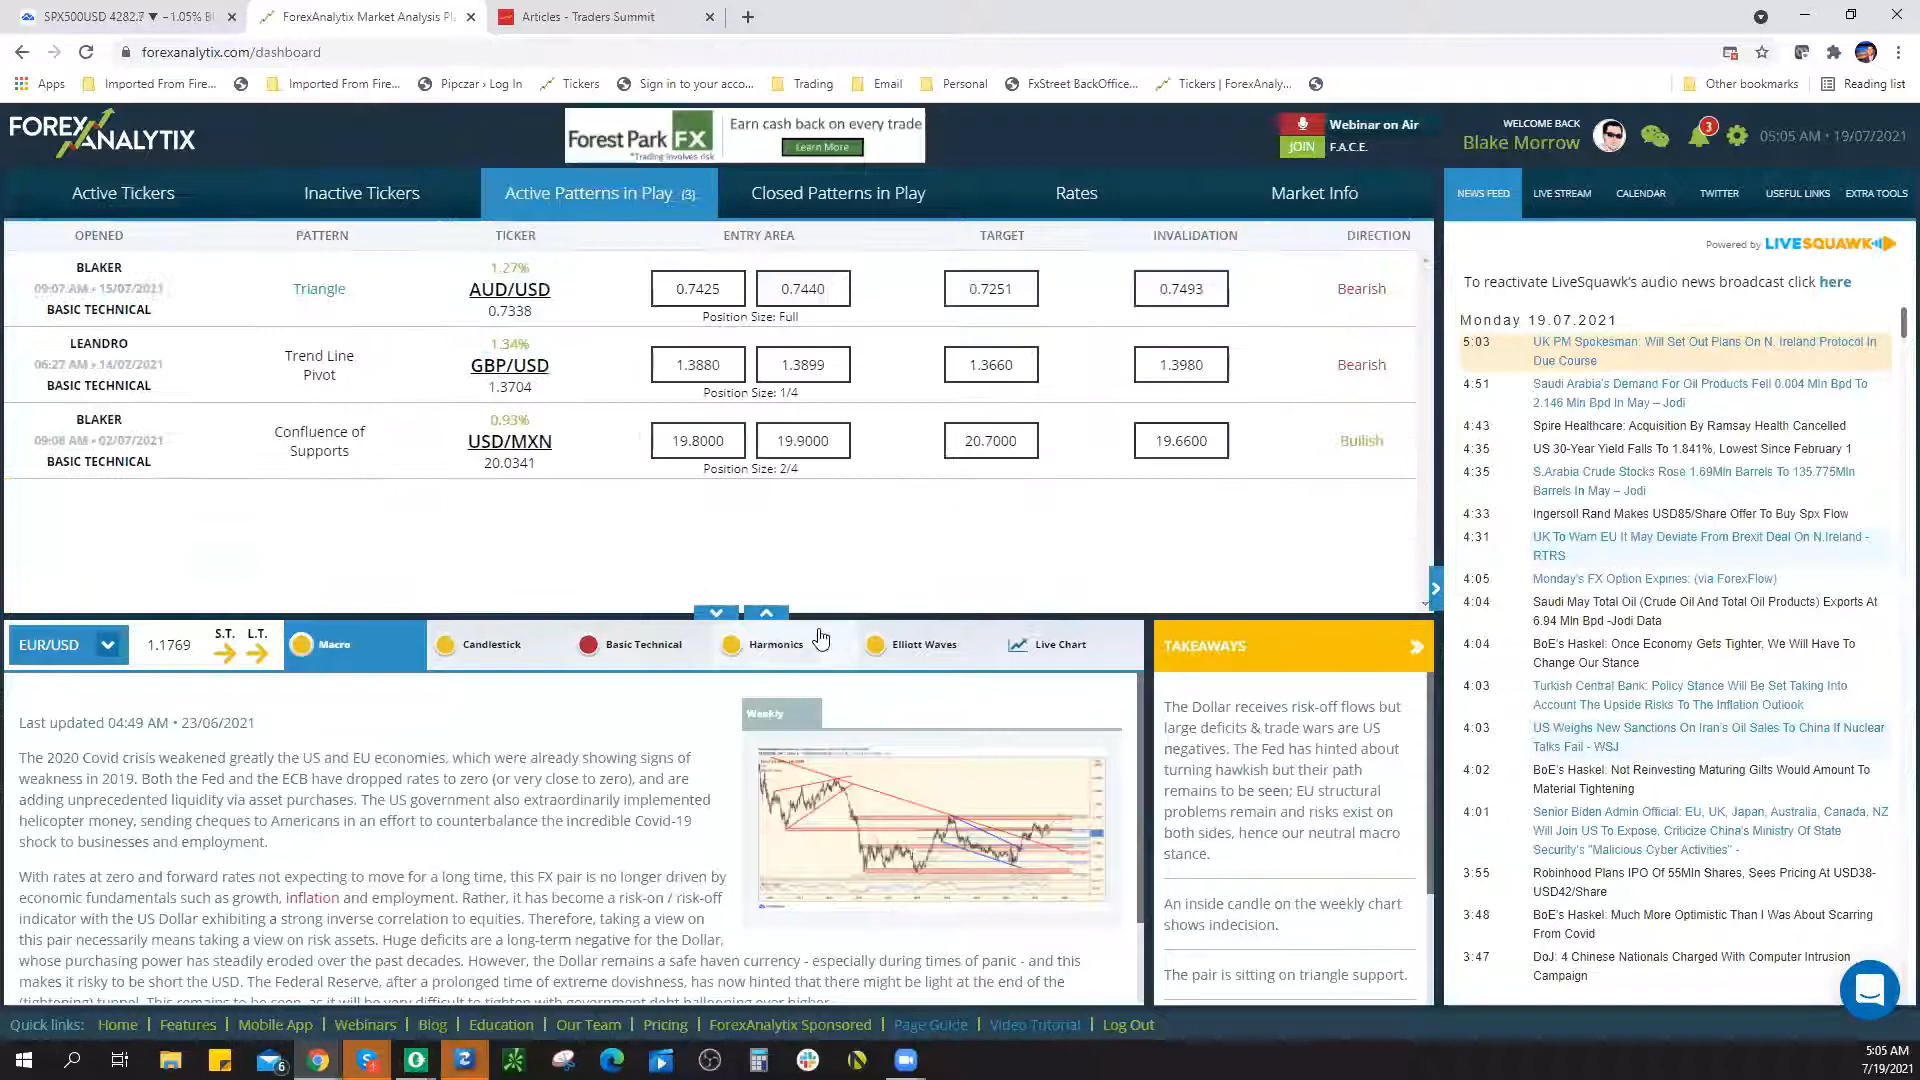 SPX500USD 4282.7 ▼ −1.05%
ForexAnalytix Market Analysis Pl
Articles - Traders Summit
forexanalytix.com/dashboard
Apps
Imported From Fire...
Imported From Fire...
Pipczar › Log In
Tickers
Sign in to your acco...
Trading
Email
Personal
FxStreet BackOffice...
Tickers | ForexAnaly...
Other bookmarks
Reading list
FOREX
ANALYTIX
Forest Park FX
*Trading involves risk
Earn cash back on every trade
Learn More
Webinar on Air
JOIN
F.A.C.E.
WELCOME BACK
Blake Morrow
3
05:05 AM • 19/07/2021
Active Tickers
Inactive Tickers
Active Patterns in Play (3)
Closed Patterns in Play
Rates
Market Info
NEWS FEED
LIVE STREAM
CALENDAR
TWITTER
USEFUL LINKS
EXTRA TOOLS
OPENED
PATTERN
TICKER
ENTRY AREA
TARGET
INVALIDATION
DIRECTION
BLAKER
09:07 AM • 15/07/2021
BASIC TECHNICAL
Triangle
1.27%
AUD/USD
0.7338
0.7425
0.7440
Position Size: Full
0.7251
0.7493
Bearish
LEANDRO
06:27 AM • 14/07/2021
BASIC TECHNICAL
Trend Line
Pivot
1.34%
GBP/USD
1.3704
1.3880
1.3899
Position Size: 1/4
1.3660
1.3980
Bearish
BLAKER
09:08 AM • 02/07/2021
BASIC TECHNICAL
Confluence of
Supports
0.93%
USD/MXN
20.0341
19.8000
19.9000
Position Size: 2/4
20.7000
19.6600
Bullish
Powered by LIVESQUAWK
To reactivate LiveSquawk's audio news broadcast click here
Monday 19.07.2021
5:03 UK PM Spokesman: Will Set Out Plans On N. Ireland Protocol In
Due Course
4:51 Saudi Arabia's Demand For Oil Products Fell 0.004 Mln Bpd To
2.146 Mln Bpd In May – Jodi
4:43 Spire Healthcare: Acquisition By Ramsay Health Cancelled
4:35 US 30-Year Yield Falls To 1.841%, Lowest Since February 1
4:35 S.Arabia Crude Stocks Rose 1.69Mln Barrels To 135.775Mln
Barrels In May – Jodi
4:33 Ingersoll Rand Makes USD85/Share Offer To Buy Spx Flow
4:31 UK To Warn EU It May Deviate From Brexit Deal On N.Ireland -
RTRS
4:05 Monday's FX Option Expiries: (via ForexFlow)
4:04 Saudi May Total Oil (Crude Oil And Total Oil Products) Exports At
6.94 Mln Bpd -Jodi Data
4:04 BoE's Haskel: Once Economy Gets Tighter, We Will Have To
Change Our Stance
4:03 Turkish Central Bank: Policy Stance Will Be Set Taking Into
Account The Upside Risks To The Inflation Outlook
4:03 US Weighs New Sanctions On Iran's Oil Sales To China If Nuclear
Talks Fail - WSJ
4:02 BoE's Haskel: Not Reinvesting Maturing Gilts Would Amount To
Material Tightening
4:01 Senior Biden Admin Official: EU, UK, Japan, Australia, Canada, NZ
Will Join US To Expose, Criticize China's Ministry Of State
Security's "Malicious Cyber Activities" -
3:55 Robinhood Plans IPO Of 55Mln Shares, Sees Pricing At USD38-
USD42/Share
3:48 BoE's Haskel: Much More Optimistic Than I Was About Scarring
From Covid
3:47 DoJ: 4 Chinese Nationals Charged With Computer Intrusion
Campaign
EUR/USD
1.1769
S.T.
L.T.
Macro
Candlestick
Basic Technical
Harmonics
Elliott Waves
Live Chart
TAKEAWAYS
Last updated 04:49 AM • 23/06/2021
The 2020 Covid crisis weakened greatly the US and EU economies, which were already showing signs of
weakness in 2019. Both the Fed and the ECB have dropped rates to zero (or very close to zero), and are
adding unprecedented liquidity via asset purchases. The US government also extraordinarily implemented
helicopter money, sending cheques to Americans in an effort to counterbalance the incredible Covid-19
shock to businesses and employment.
With rates at zero and forward rates not expecting to move for a long time, this FX pair is no longer driven by
economic fundamentals such as growth, inflation and employment. Rather, it has become a risk-on / risk-off
indicator with the US Dollar exhibiting a strong inverse correlation to equities. Therefore, taking a view on
this pair necessarily means taking a view on risk assets. Huge deficits are a long-term negative for the Dollar,
whose purchasing power has steadily eroded over the past decades. However, the Dollar remains a safe haven currency - especially during times of panic - and this
makes it risky to be short the USD. The Federal Reserve, after a prolonged time of extreme dovishness, has now hinted that there might be light at the end of the
(tightening) tunnel. This remains to be seen, as it will be very difficult to tighten with government debt ballooning ever higher.
Weekly
The Dollar receives risk-off flows but
large deficits & trade wars are US
negatives. The Fed has hinted about
turning hawkish but their path
remains to be seen; EU structural
problems remain and risks exist on
both sides, hence our neutral macro
stance.
An inside candle on the weekly chart
shows indecision.
The pair is sitting on triangle support.
Quick links: Home | Features | Mobile App | Webinars | Blog | Education | Our Team | Pricing | ForexAnalytix Sponsored | Page Guide | Video Tutorial | Log Out
6
5:05 AM
7/19/2021